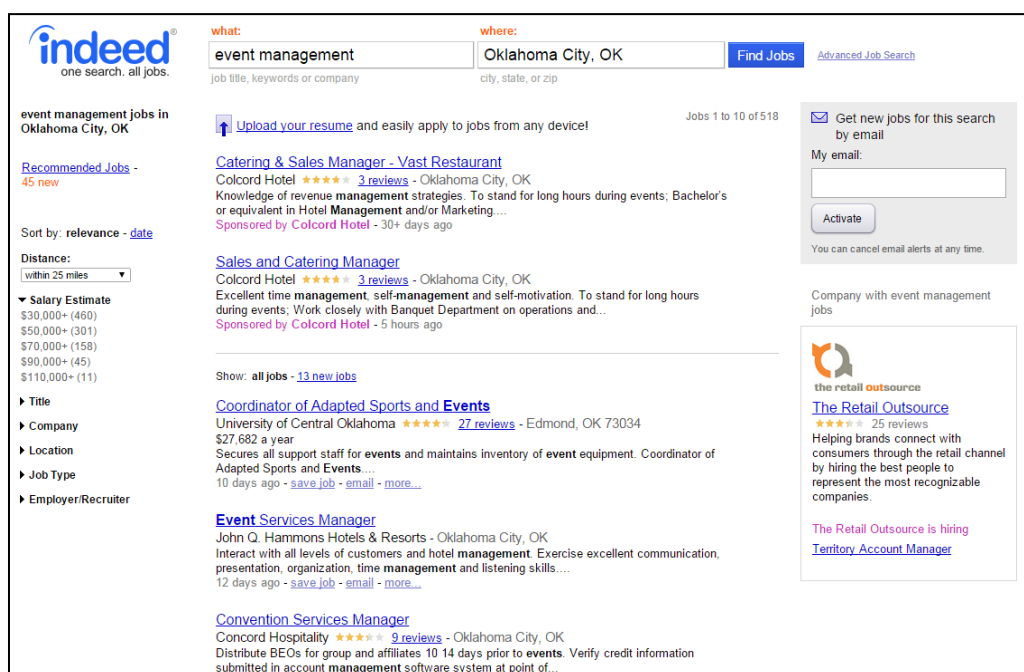 indeed®
one search. all jobs.
what:
event management
job title, keywords or company
where:
Oklahoma City, OK
city, state, or zip
Find Jobs
Advanced Job Search
event management jobs in
Oklahoma City, OK
Recommended Jobs -
45 new
Sort by: relevance - date
Distance:
within 25 miles
Salary Estimate
$30,000+ (460)
$50,000+ (301)
$70,000+ (158)
$90,000+ (45)
$110,000+ (11)
Title
Company
Location
Job Type
Employer/Recruiter
Upload your resume and easily apply to jobs from any device!
Jobs 1 to 10 of 518
Catering & Sales Manager - Vast Restaurant
Colcord Hotel 3 reviews - Oklahoma City, OK
Knowledge of revenue management strategies. To stand for long hours during events; Bachelor's
or equivalent in Hotel Management and/or Marketing....
Sponsored by Colcord Hotel - 30+ days ago
Sales and Catering Manager
Colcord Hotel 3 reviews - Oklahoma City, OK
Excellent time management, self-management and self-motivation. To stand for long hours
during events; Work closely with Banquet Department on operations and...
Sponsored by Colcord Hotel - 5 hours ago
Show: all jobs - 13 new jobs
Coordinator of Adapted Sports and Events
University of Central Oklahoma 27 reviews - Edmond, OK 73034
$27,682 a year
Secures all support staff for events and maintains inventory of event equipment. Coordinator of
Adapted Sports and Events....
10 days ago - save job - email - more...
Event Services Manager
John Q. Hammons Hotels & Resorts - Oklahoma City, OK
Interact with all levels of customers and hotel management. Exercise excellent communication,
presentation, organization, time management and listening skills....
12 days ago - save job - email - more...
Convention Services Manager
Concord Hospitality 9 reviews - Oklahoma City, OK
Distribute BEOs for group and affiliates 10 14 days prior to events. Verify credit information
submitted in account management software system at point of...
Get new jobs for this search
by email
My email:
Activate
You can cancel email alerts at any time.
Company with event management
jobs
the retail outsource
The Retail Outsource
25 reviews
Helping brands connect with
consumers through the retail channel
by hiring the best people to
represent the most recognizable
companies.
The Retail Outsource is hiring
Territory Account Manager